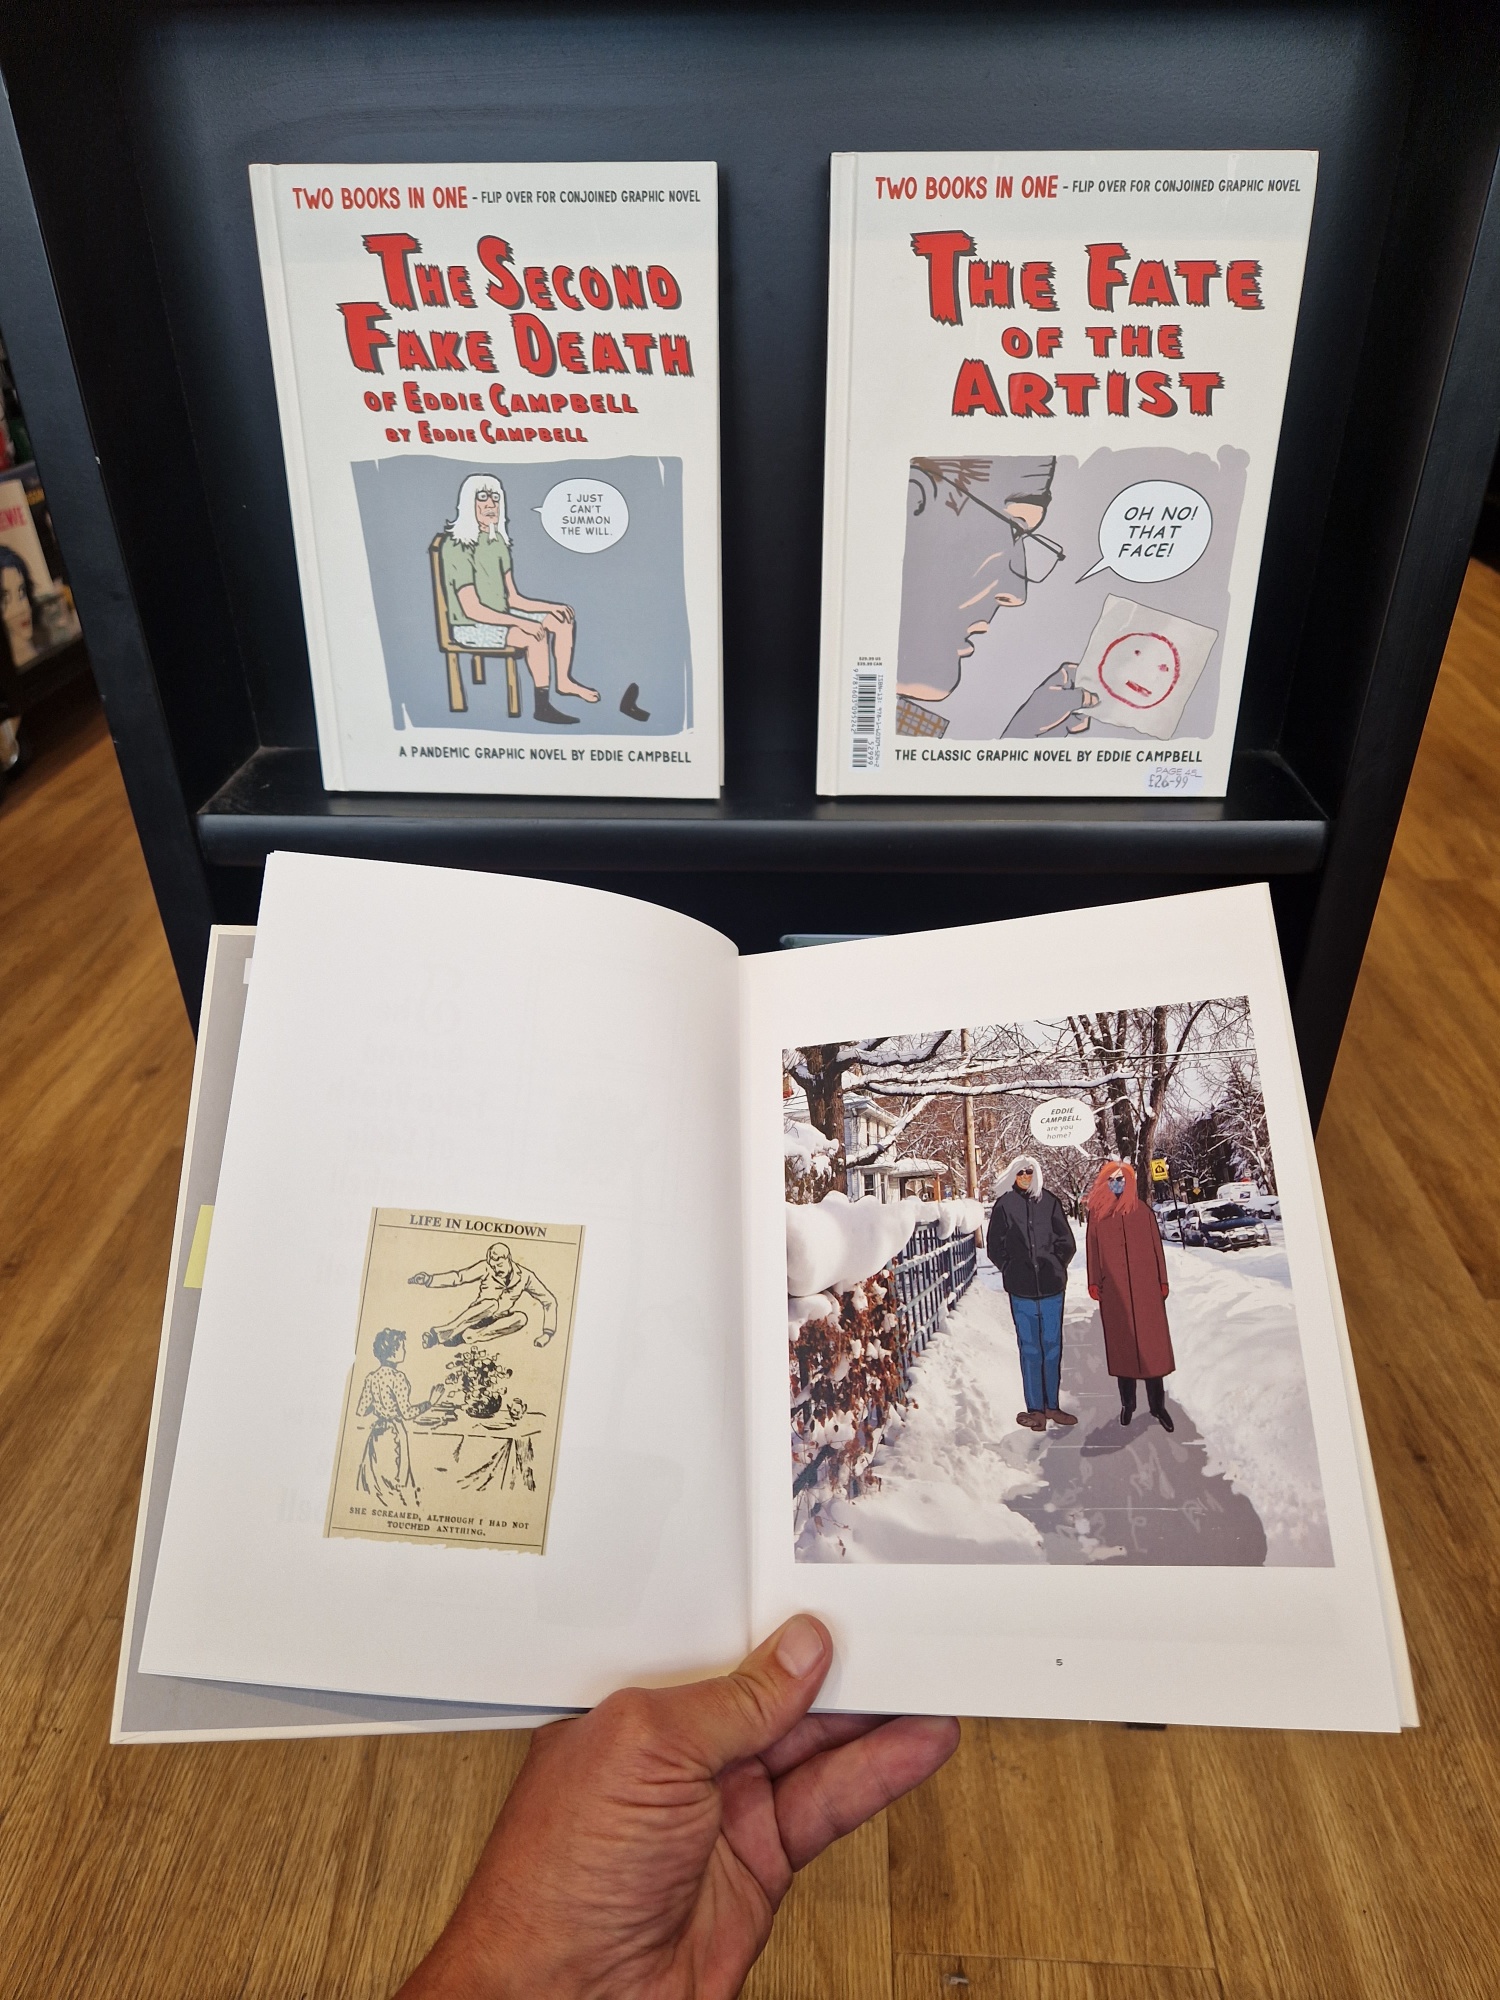 TWO BOOKS IN ONE - FLIP OVER FOR CONJOINED GRAPHIC NOVEL
THE SECOND
FAKE DEATH
OF EDDIE CAMPBELL
BY EDDIE CAMPBELL
I JUST
CAN'T
SUMMON
THE WILL.
A PANDEMIC GRAPHIC NOVEL BY EDDIE CAMPBELL
TWO BOOKS IN ONE - FLIP OVER FOR CONJOINED GRAPHIC NOVEL
THE FATE
OF THE
ARTIST
OH NO!
THAT
FACE!
THE CLASSIC GRAPHIC NOVEL BY EDDIE CAMPBELL
PAGE 45
£26-99
LIFE IN LOCKDOWN
SHE SCREAMED, ALTHOUGH I HAD NOT
TOUCHED ANYTHING.
EDDIE
CAMPBELL,
are you
home?
5